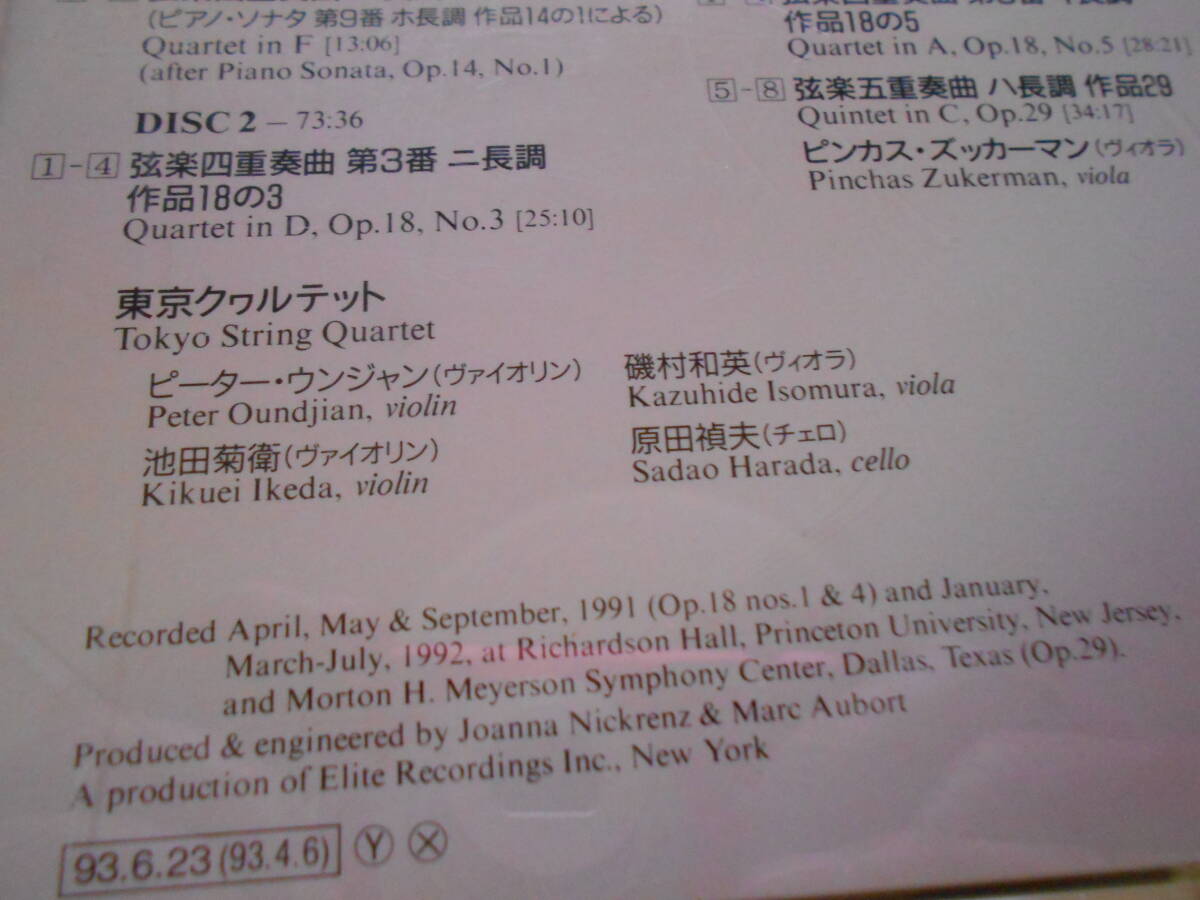 (ピアノ・ソナタ 第9番 ホ長調 作品14の1による)
Quartet in F [13:06]
(after Piano Sonata, Op.14, No.1)
DISC 2 – 73:36
1-4 弦楽四重奏曲 第3番 ニ長調
作品18の3
Quartet in D, Op.18, No.3 [25:10]
作品18の5
Quartet in A, Op.18, No.5 [28:21]
5-8 弦楽五重奏曲 ハ長調 作品29
Quintet in C, Op.29 [34:17]
ピンカス・ズッカーマン(ヴィオラ)
Pinchas Zukerman, viola
東京クヮルテット
Tokyo String Quartet
ピーター・ウンジャン(ヴァイオリン)
Peter Oundjian, violin
池田菊衛(ヴァイオリン)
Kikuei Ikeda, violin
磯村和英(ヴィオラ)
Kazuhide Isomura, viola
原田禎夫(チェロ)
Sadao Harada, cello
Recorded April, May & September, 1991 (Op.18 nos.1 & 4) and January,
March-July, 1992, at Richardson Hall, Princeton University, New Jersey,
and Morton H. Meyerson Symphony Center, Dallas, Texas (Op.29).
Produced & engineered by Joanna Nickrenz & Marc Aubort
A production of Elite Recordings Inc., New York
93.6.23(93.4.6) Y X